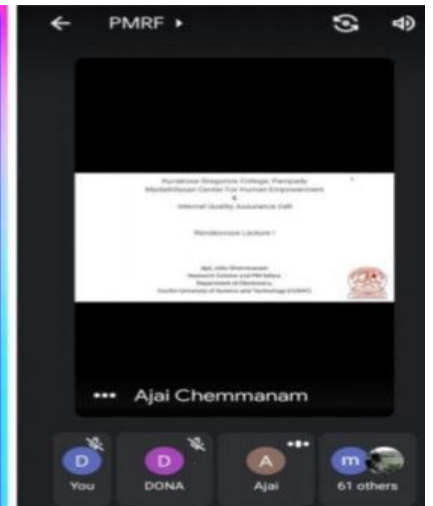 PMRF
Kuriakose Gregorios College, Pampady
Center For Human Empowerment
&
Internal Quality Assurance Cell
Rendezvous Lecture I
Research Scholar and PM fellow
Department of Electronics,
Cochin University of Science and Technology (CUSAT)
••• Ajai Chemmanam
D
D
A
m
You
DONA
Ajai
61 others